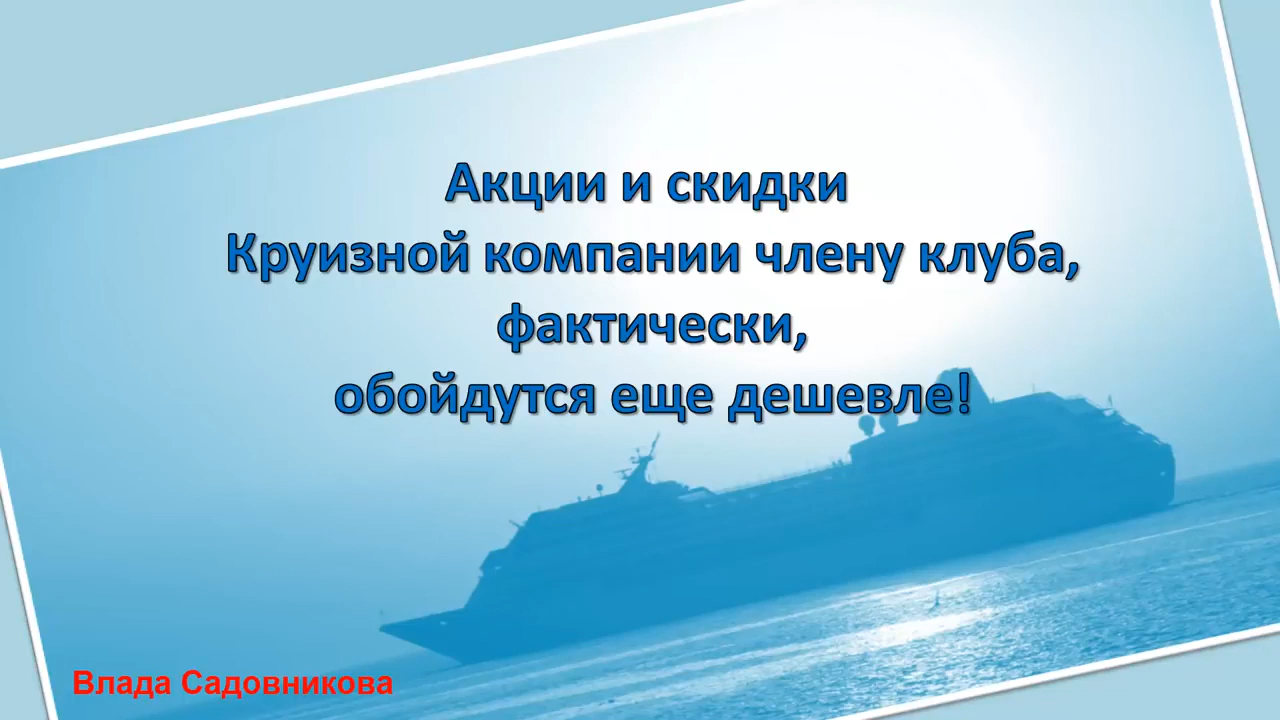 Акции и скидки
Круизной компании члену клуба,
фактически,
обойдутся еще дешевле!
Влада Садовникова